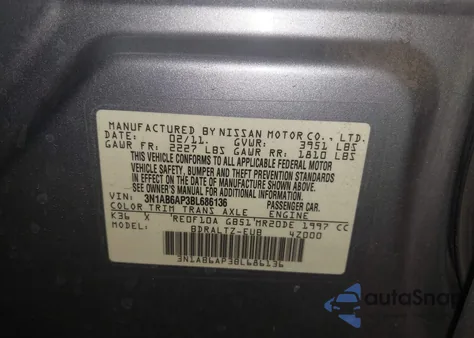 MANUFACTURED BY NISSAN MOTOR CO., LTD.
DATE: 02/11. GVWR: 3951 LBS
GAWR FR: 2227 LBS GAWR RR: 1810 LBS
THIS VEHICLE CONFORMS TO ALL APPLICABLE FEDERAL MOTOR
VEHICLE SAFETY, BUMPER AND THEFT PREVENTION STANDARDS
IN EFFECT ON THE DATE OF MANUFACTURE SHOWN ABOVE.
SEE OWNER'S MANUAL FOR ADDITIONAL INFORMATION
VIN: 3N1AB6AP3BL686136 PASSENGER CAR.
COLOR TRIM TRANS AXLE ENGINE
K36 X RE0F10A GB51 MR20DE 1997 CC
MODEL: BDRALTZ-EUB 4Z000
3N1AB6AP3BL686136
autoSnap